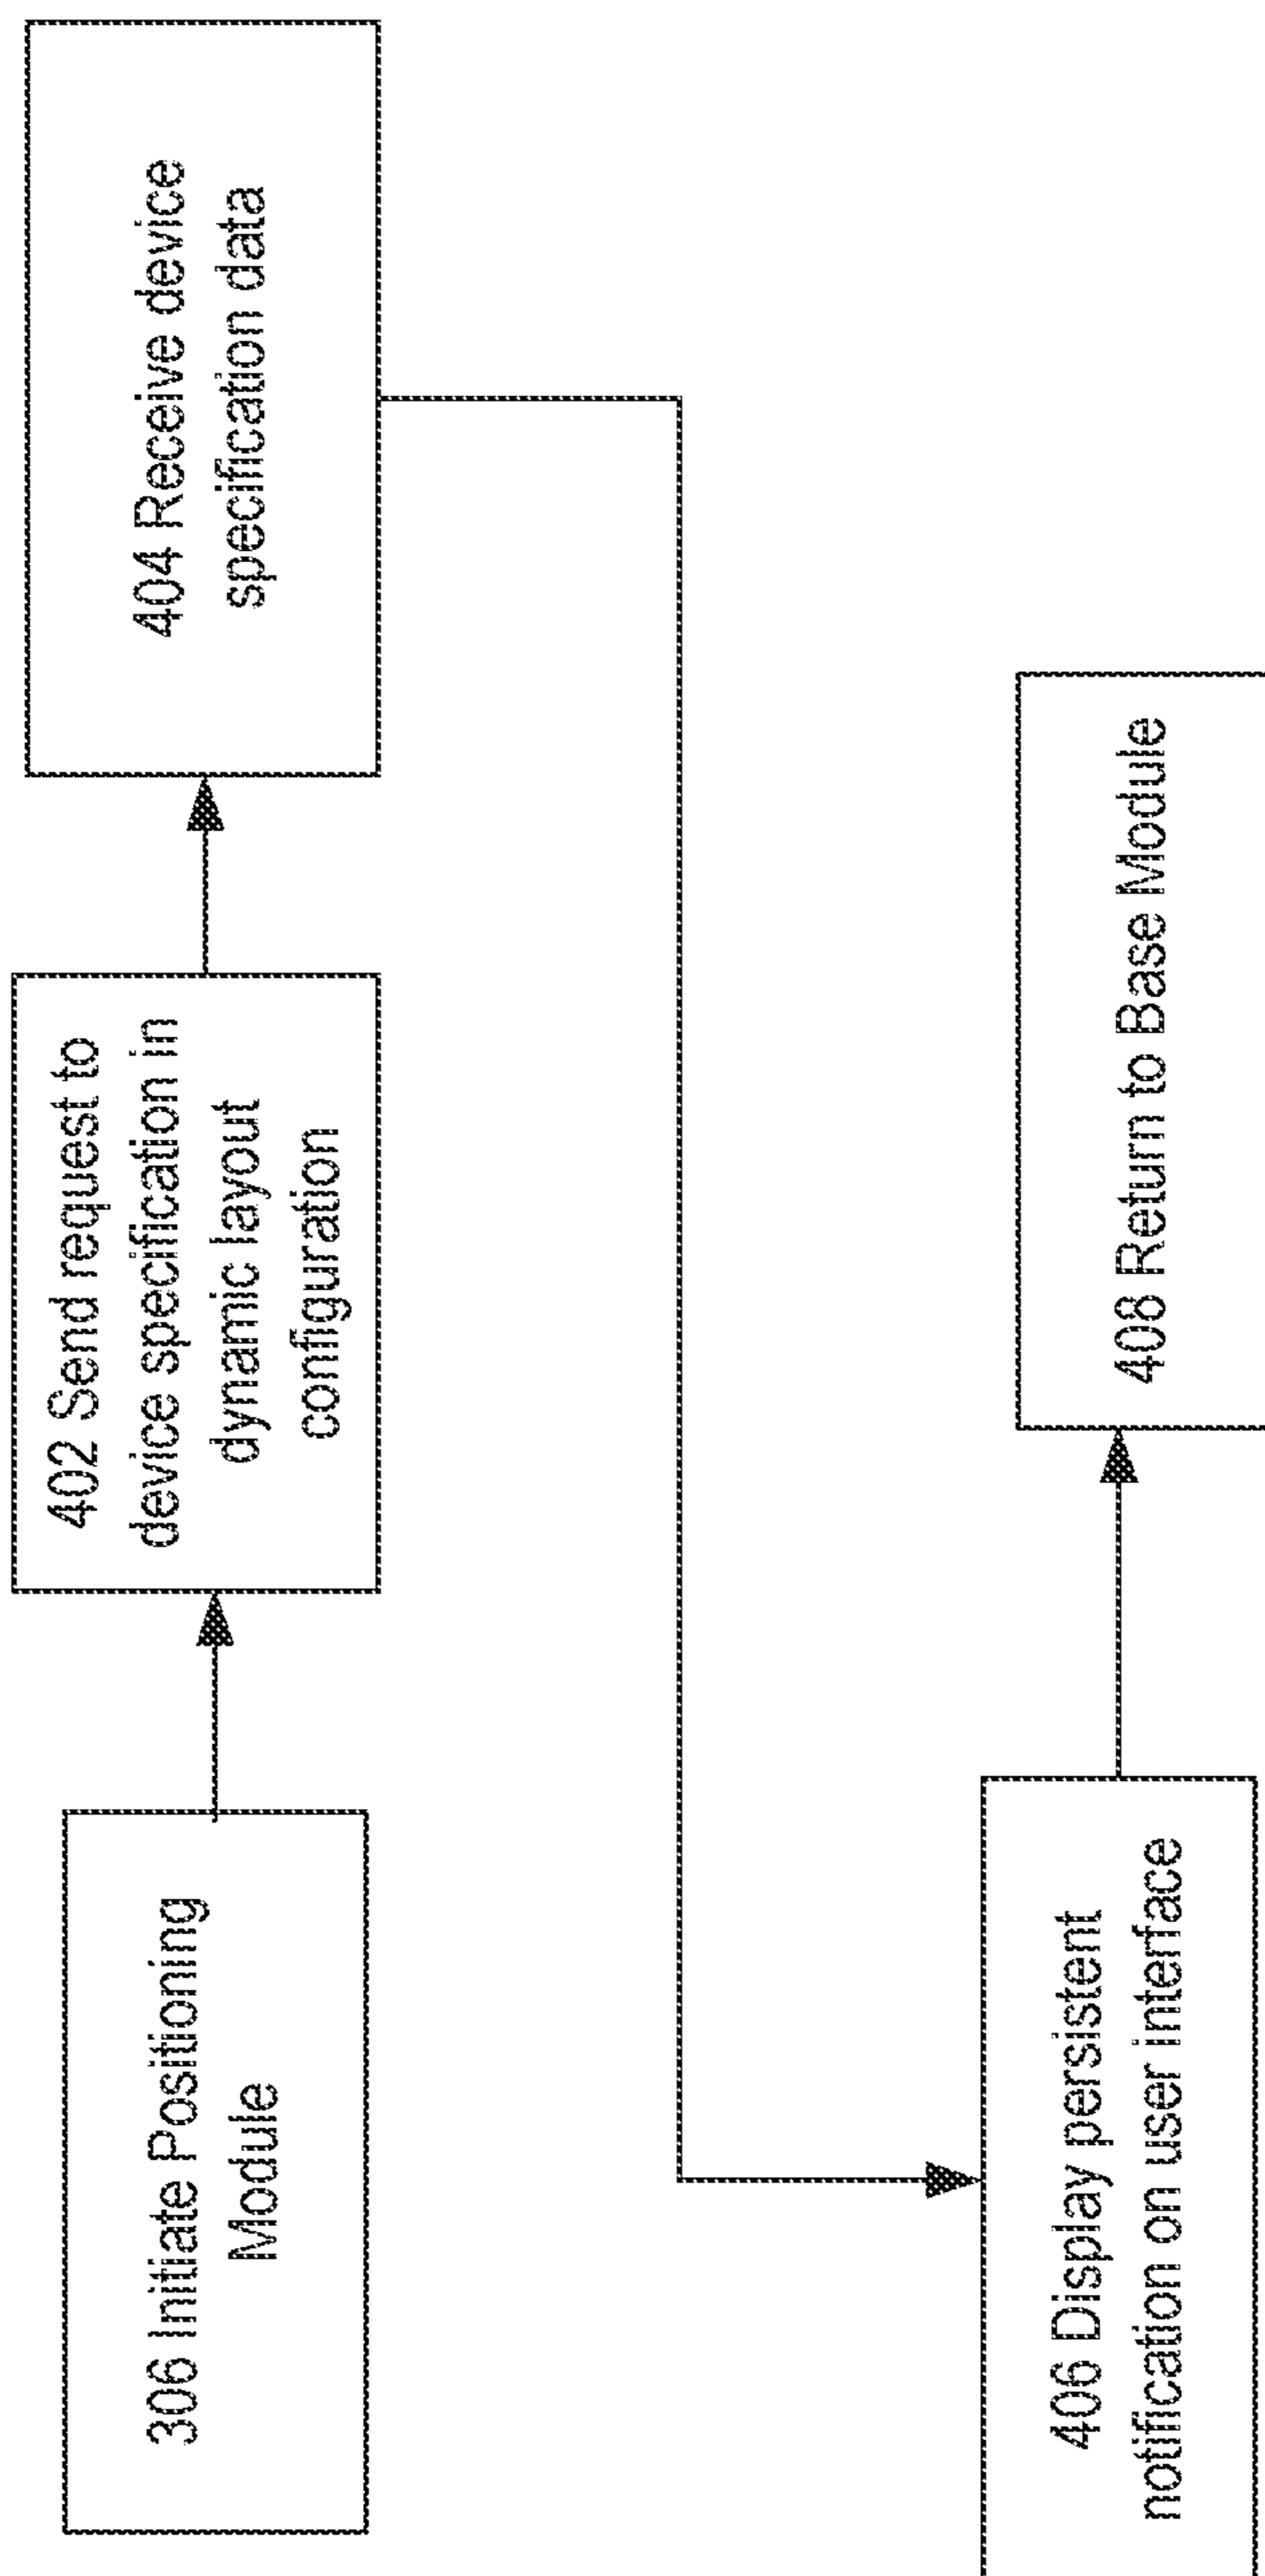 306 Initiate Positioning
Module
402 Send request to
device specification in
dynamic layout
configuration
404 Receive device
specification data
406 Display persistent
notification on user interface
408 Return to Base Module